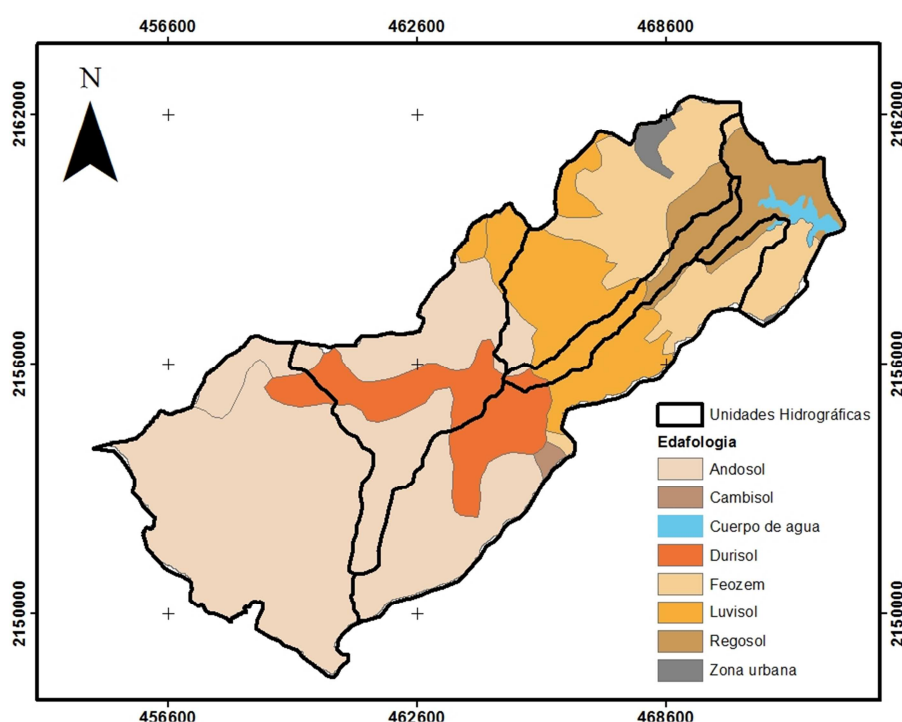 456600 462600 468600
N
2162000 2162000
2156000 2156000
Unidades Hidrográficas
Edafologia
Andosol
Cambisol
Cuerpo de agua
Durisol
Feozem
Luvisol
Regosol
Zona urbana
2150000 2150000
456600 462600 468600